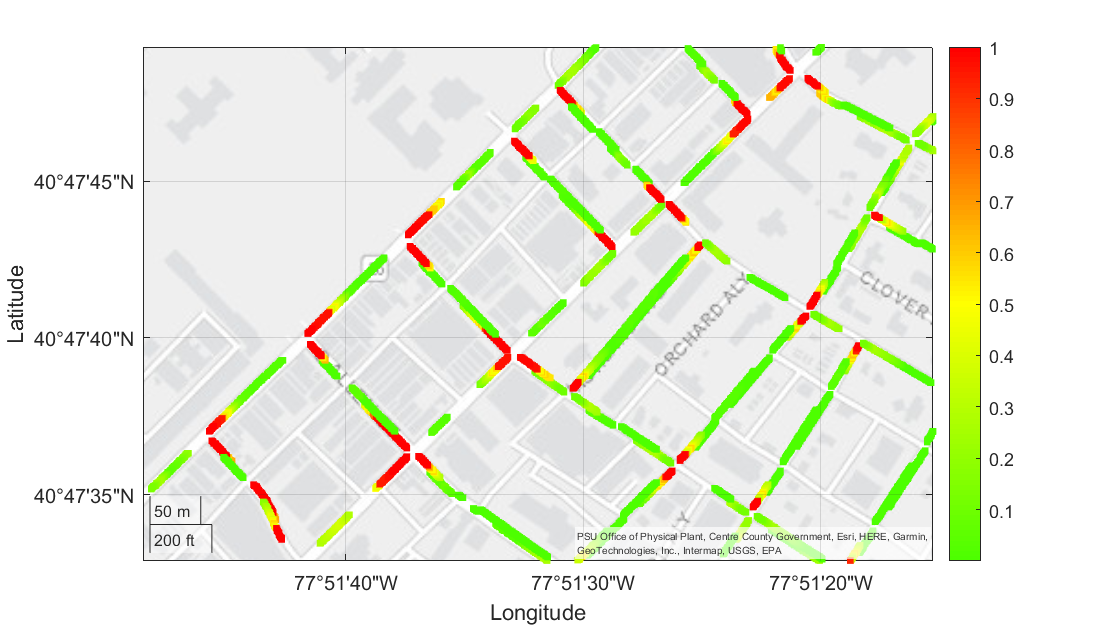 1
0.9
0.8
40°47'45"N
0.7
0.6
CLOVER
0.5
Latitude
ORCHARD ALY
40°47'40"N
0.4
0.3
0.2
40°47'35"N
50 m
0.1
200 ft
PSU Office of Physical Plant, Centre County Government, Esri, HERE, Garmin,
GeoTechnologies, Inc., Intermap, USGS, EPA
77°51'40"W
77°51'30"W
77°51'20"W
Longitude